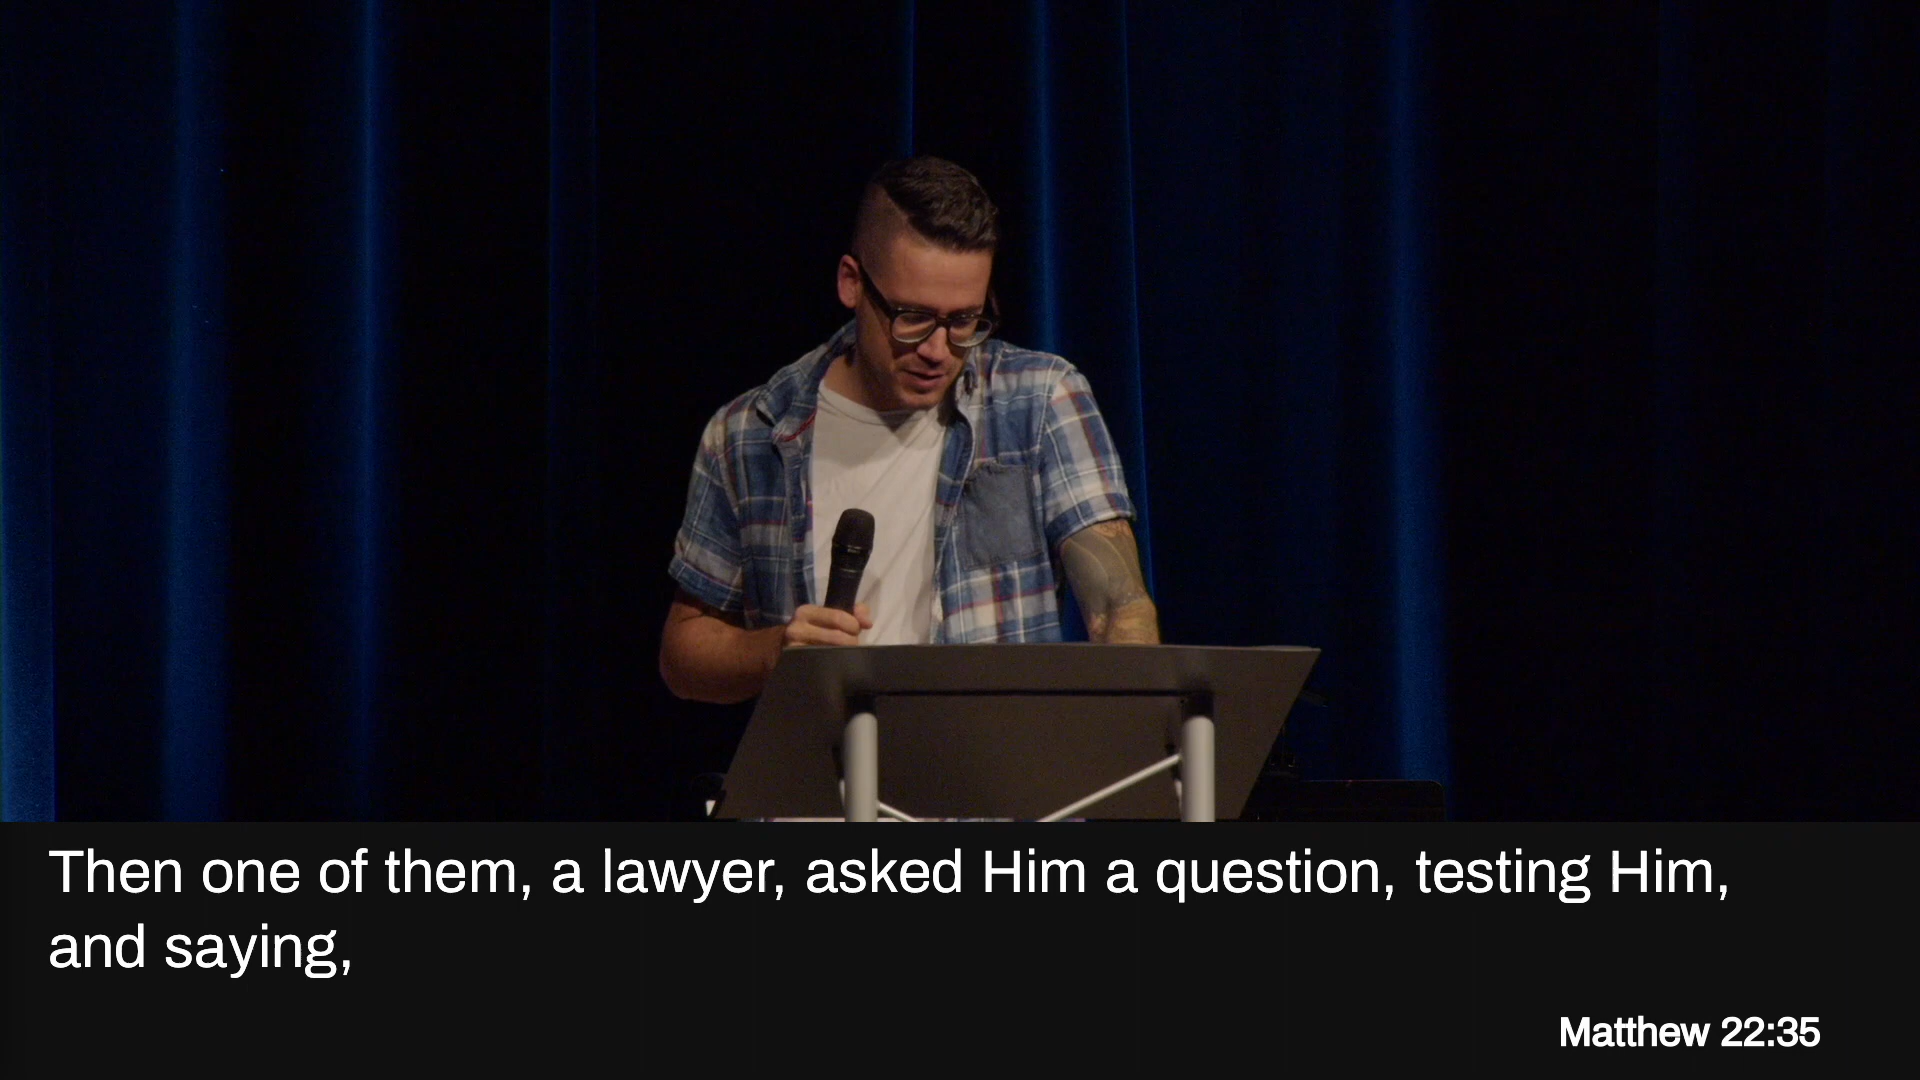 Then one of them, a lawyer, asked Him a question, testing Him,
and saying,
Matthew 22:35